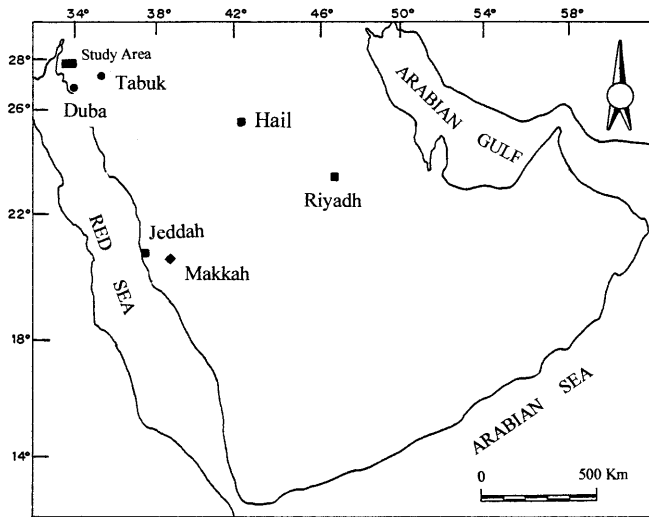 34° 38° 42° 46° 50° 54° 58°
28°
Study Area
Tabuk
26°
Duba
Hail
ARABIAN GULF
Riyadh
22°
RED SEA
Jeddah
Makkah
18°
ARABIAN SEA
14°
0 500 Km